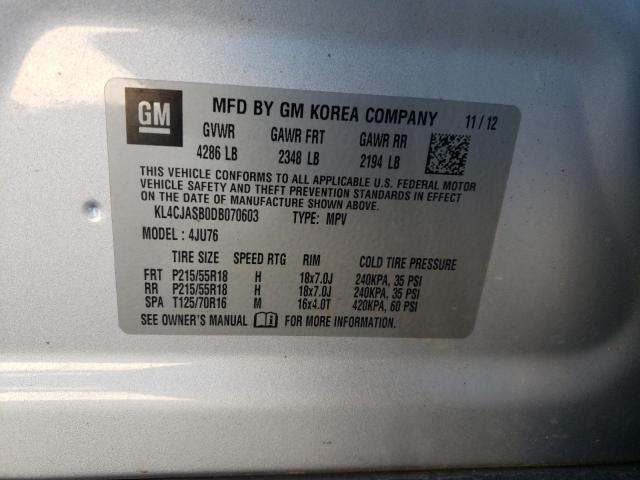 GM
MFD BY GM KOREA COMPANY 11 / 12
GVWR GAWR FRT GAWR RR
4286 LB 2348 LB 2194 LB
THIS VEHICLE CONFORMS TO ALL APPLICABLE U.S. FEDERAL MOTOR
VEHICLE SAFETY AND THEFT PREVENTION STANDARDS IN EFFECT
ON THE DATE OF MANUFACTURE SHOWN ABOVE.
KL4CJASB0DB070603 TYPE: MPV
MODEL : 4JU76
TIRE SIZE SPEED RTG RIM COLD TIRE PRESSURE
FRT P215/55R18 H 18x7.0J 240KPA, 35 PSI
RR P215/55R18 H 18x7.0J 240KPA, 35 PSI
SPA T125/70R16 M 16x4.0T 420KPA, 60 PSI
SEE OWNER'S MANUAL FOR MORE INFORMATION.